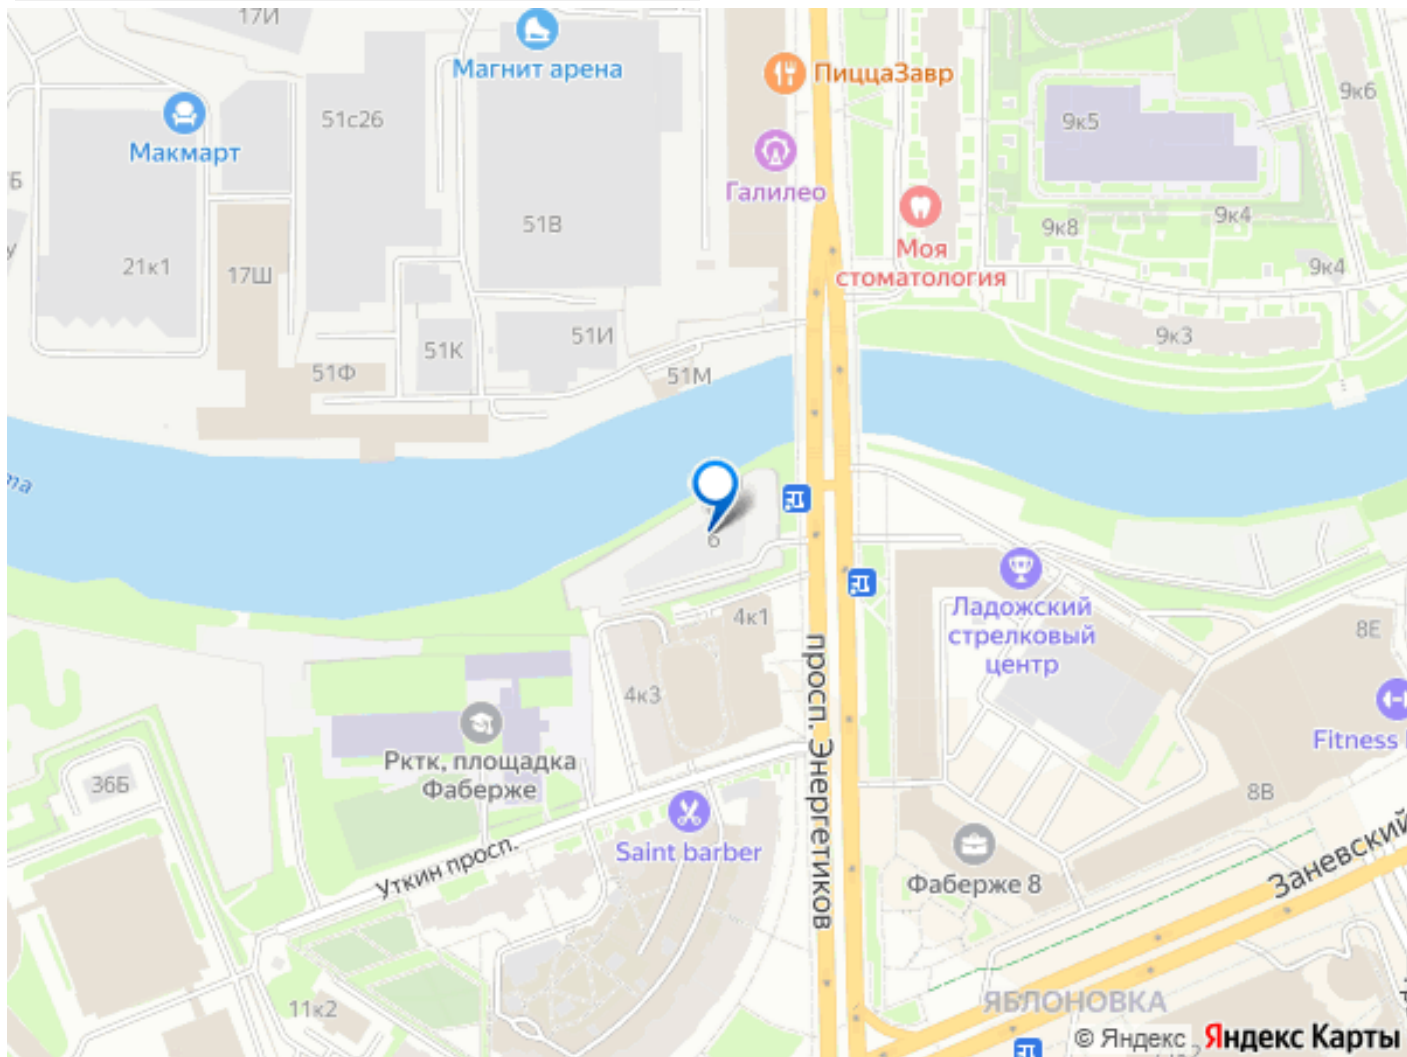 17И
Магнит арена
ПиццаЗавр
9к6
51с26
9к5
Макмарт
Галилео
51В
9к4
9к8
Моя
стоматология
21к1
17Ш
9к4
51И
9к3
51К
51Ф
51М
6
4к1
Ладожский
стрелковый
центр
8Е
просп. Энергетиков
4к3
Рктк, площадка
Фаберже
Fitness
36Б
8В
Saint barber
Уткин просп.
Фаберже 8
Заневский
11к2
ЯБЛОНОВКА
© Яндекс Яндекс Карты